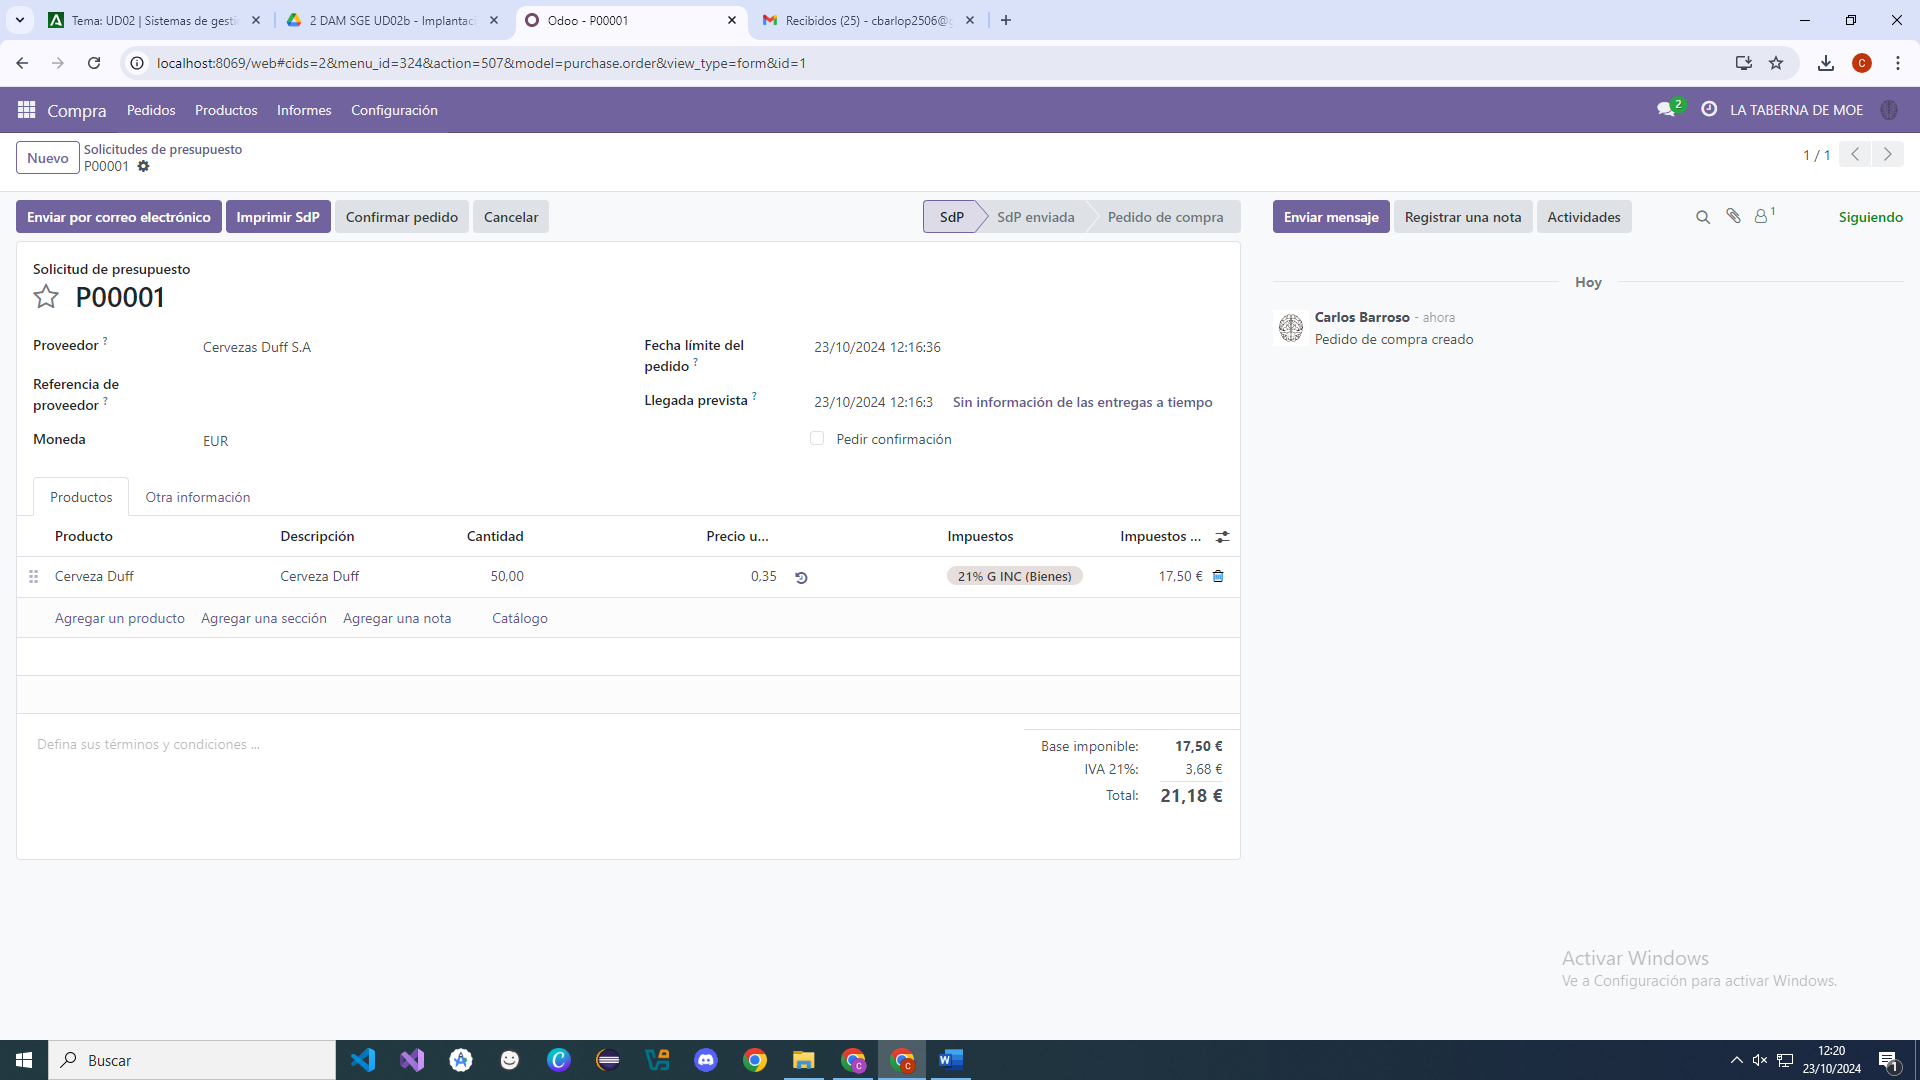 Tema: UD02 | Sistemas de gesti
2 DAM SGE UD02b - Implantaci
Odoo - P00001
Recibidos (25) - cbarlop2506@g
localhost:8069/web#cids=2&menu_id=324&action=507&model=purchase.order&view_type=form&id=1
C
Compra
Pedidos
Productos
Informes
Configuración
2
LA TABERNA DE MOE
Nuevo
Solicitudes de presupuesto
P00001
1 / 1
Enviar por correo electrónico
Imprimir SdP
Confirmar pedido
Cancelar
SdP
SdP enviada
Pedido de compra
Enviar mensaje
Registrar una nota
Actividades
1
Siguiendo
Solicitud de presupuesto
P00001
Proveedor ?
Cervezas Duff S.A
Referencia de
proveedor ?
Moneda
EUR
Fecha límite del
pedido ?
23/10/2024 12:16:36
Llegada prevista ?
23/10/2024 12:16:3
Sin información de las entregas a tiempo
Pedir confirmación
Hoy
Carlos Barroso - ahora
Pedido de compra creado
Productos
Otra información
Producto
Descripción
Cantidad
Precio u...
Impuestos
Impuestos ...
Cerveza Duff
Cerveza Duff
50,00
0,35
21% G INC (Bienes)
17,50 €
Agregar un producto
Agregar una sección
Agregar una nota
Catálogo
Defina sus términos y condiciones ...
Base imponible:
17,50 €
IVA 21%:
3,68 €
Total:
21,18 €
Activar Windows
Ve a Configuración para activar Windows.
Buscar
12:20
23/10/2024
1